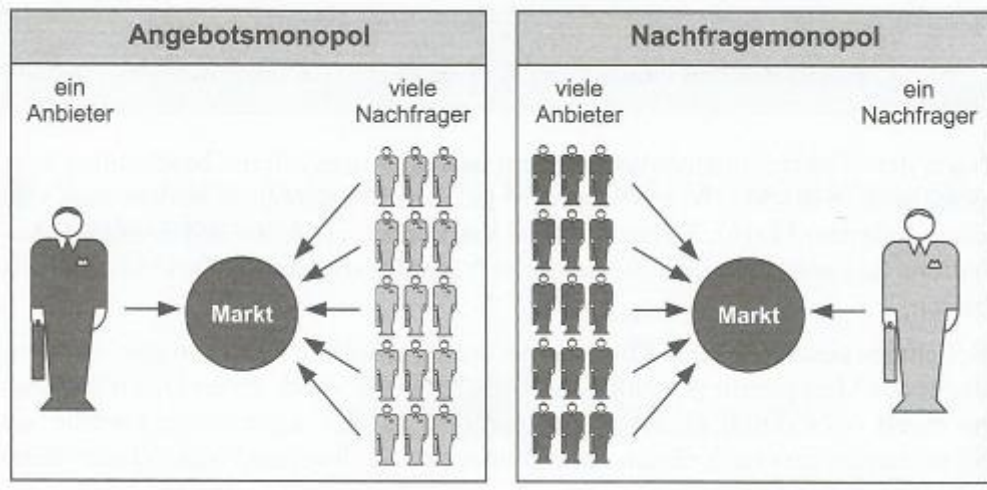 Angebotsmonopol
ein
Anbieter
viele
Nachfrager
Markt
Nachfragemonopol
viele
Anbieter
ein
Nachfrager
Markt